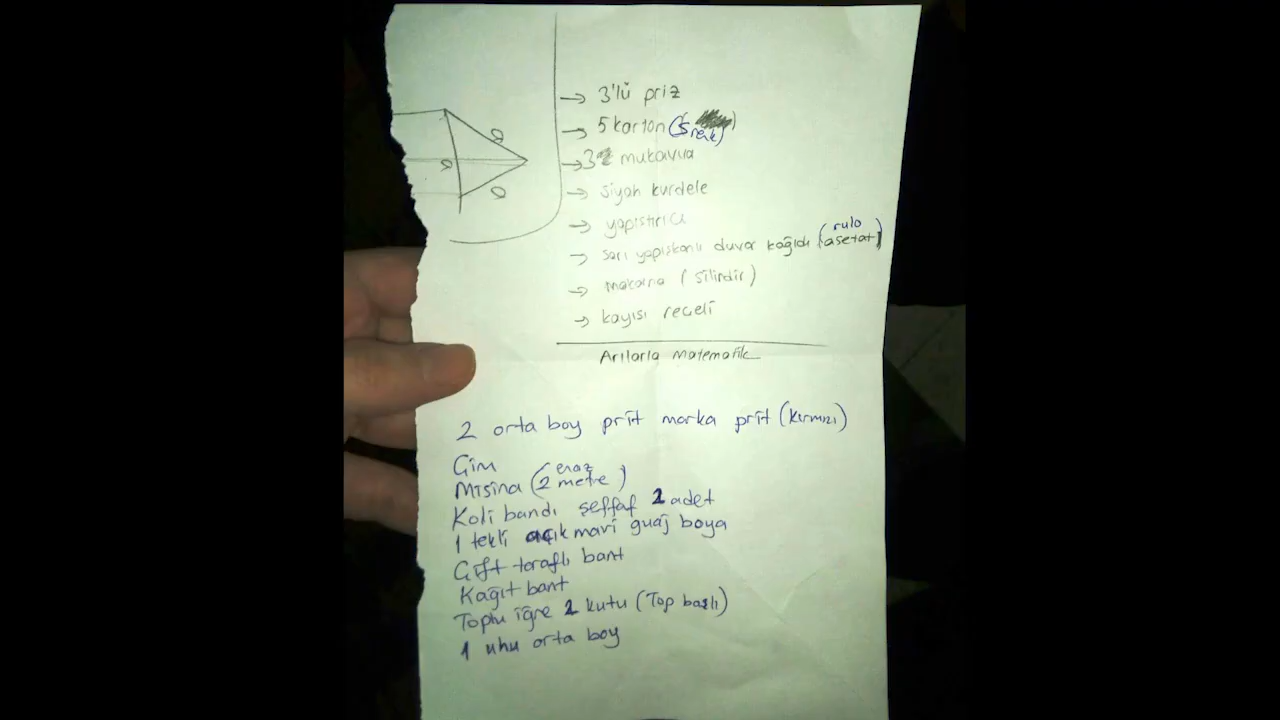 a
a
a
→ 3'lü priz
→ 5 karton (5 renk)
→ 3 mukavva
→ siyah kurdele
→ yapıştırıcı
→ sarı yapışkanlı duvar kağıdı (rulo asetat)
→ makarna (silindir)
→ kayısı reçeli
Arılarla Matematik
2 orta boy prit marka prit (kırmızı)
Çim
Misina (en az 2 metre)
Koli bandı şeffaf 2 adet
1 tekli açık mavi guaj boya
Çift taraflı bant
Kağıt bant
Toplu iğre 2 kutu (Top başlı)
1 uhu orta boy